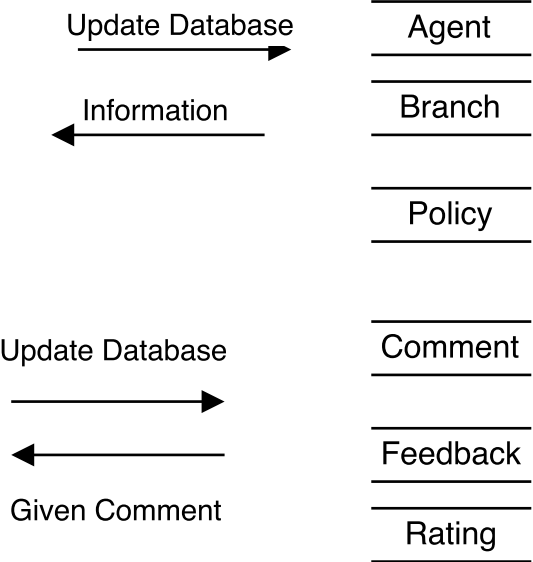 Update Database
Agent
Information
Branch
Policy
Update Database
Comment
Feedback
Given Comment
Rating